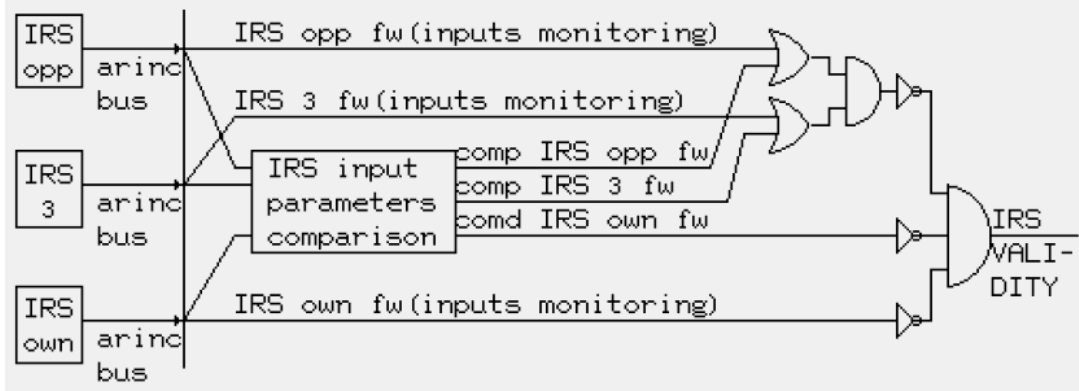 IRS
opp
arinc
bus
IRS opp fw(inputs monitoring)
IRS 3 fw(inputs monitoring)
IRS
3
arinc
bus
IRS input
parameters
comparison
comp IRS opp fw
comp IRS 3 fw
comd IRS own fw
IRS
VALI-
DITY
IRS
own
arinc
bus
IRS own fw(inputs monitoring)